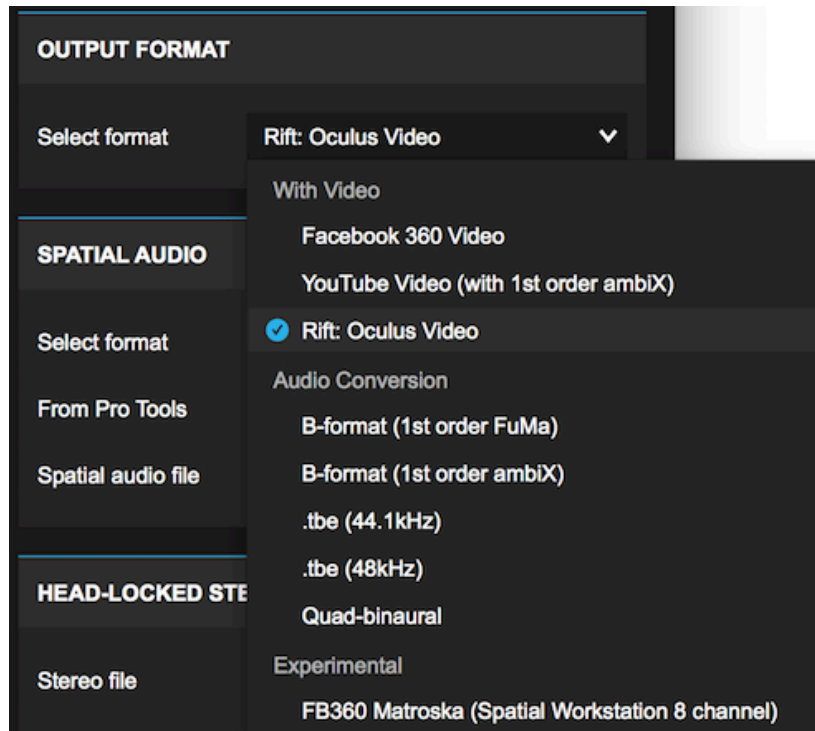 OUTPUT FORMAT
Select format
Rift: Oculus Video
With Video
Facebook 360 Video
YouTube Video (with 1st order ambiX)
Rift: Oculus Video
Audio Conversion
B-format (1st order FuMa)
B-format (1st order ambiX)
.tbe (44.1kHz)
.tbe (48kHz)
Quad-binaural
Experimental
FB360 Matroska (Spatial Workstation 8 channel)
SPATIAL AUDIO
Select format
From Pro Tools
Spatial audio file
HEAD-LOCKED STE
Stereo file